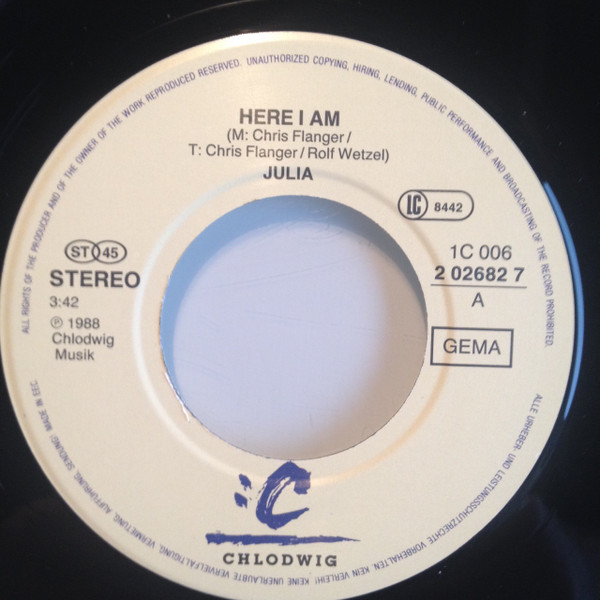 ALL RIGHTS OF THE PRODUCER AND OF THE OWNER OF THE WORK REPRODUCED RESERVED. UNAUTHORIZED COPYING, HIRING, LENDING, PUBLIC PERFORMANCE AND BROADCASTING OF THE RECORD PROHIBITED.
HERE I AM
(M: Chris Flanger/
T: Chris Flanger/Rolf Wetzel)
JULIA
LC 8442
ST 45
STEREO
3:42
℗ 1988
Chlodwig
Musik
1C 006
2 02682 7
A
GEMA
C
CHLODWIG
ALLE URHEBER- UND LEISTUNGSSCHUTZRECHTE VORBEHALTEN. KEIN VERLEIH! KEINE UNERLAUBTE VERVIELFÄLTIGUNG, VERMIETUNG, AUFFÜHRUNG, SENDUNG! MADE IN EEC.